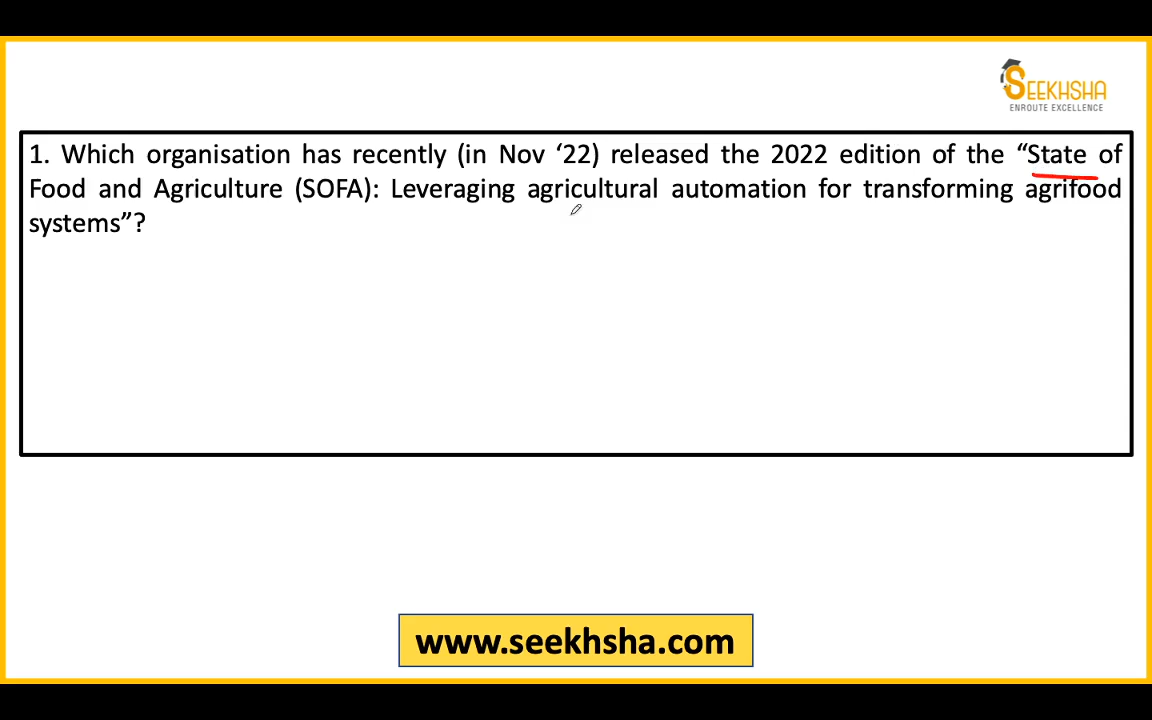 SEEKHSHA
ENROUTE EXCELLENCE
1. Which organisation has recently (in Nov ‘22) released the 2022 edition of the “State of
Food and Agriculture (SOFA): Leveraging agricultural automation for transforming agrifood
systems”?
www.seekhsha.com